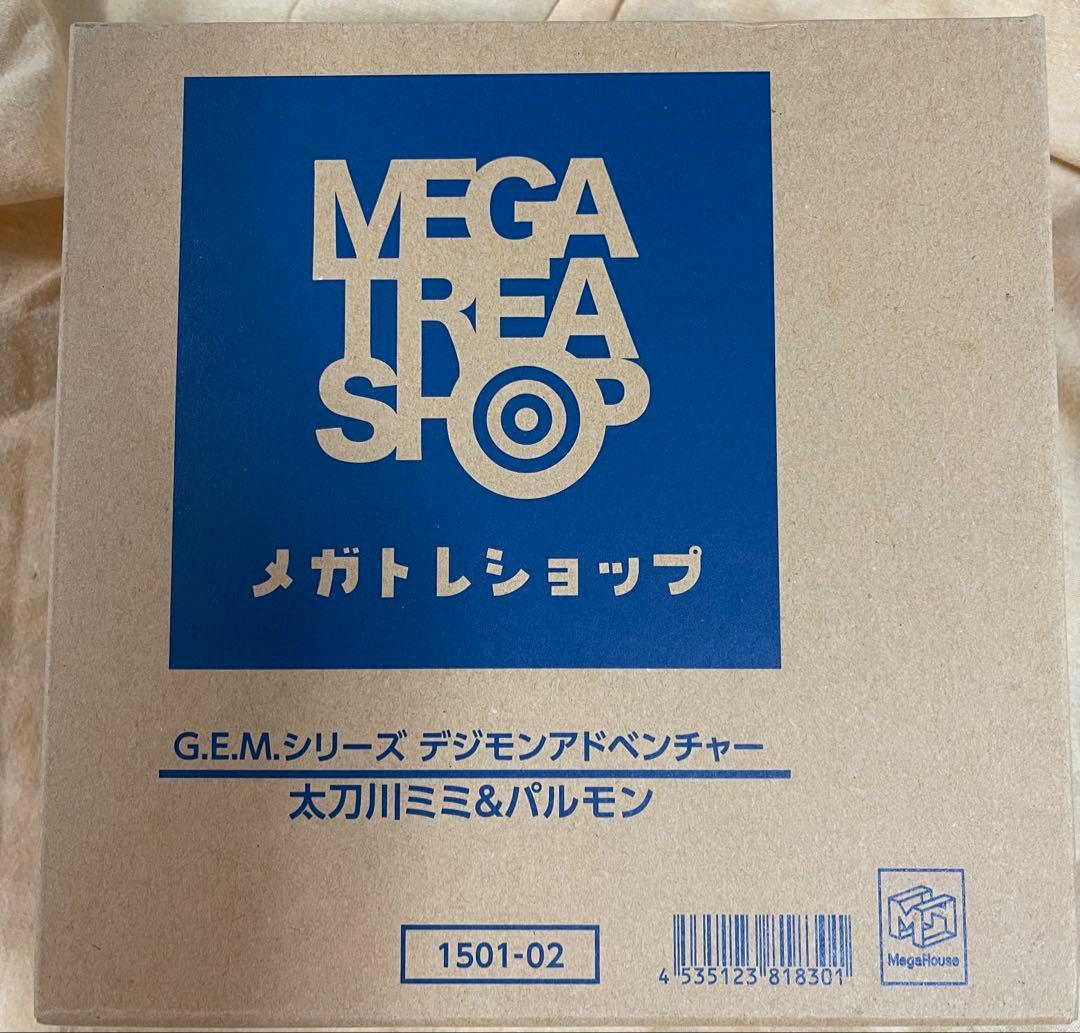 MEGA
TREA
SHOP
メガトレショップ
G.E.M.シリーズ デジモンアドベンチャー
太刀川ミミ&パルモン
1501-02
4 535123 818301
MegaHouse